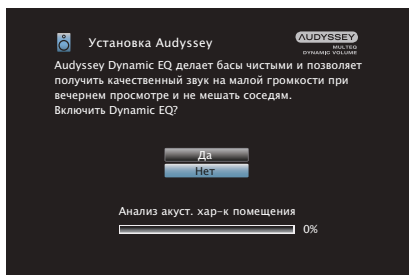 Установка Audyssey
AUDYSSEY
MULTEQ
DYNAMIC VOLUME
Audyssey Dynamic EQ делает басы чистыми и позволяет
получить качественный звук на малой громкости при
вечернем просмотре и не мешать соседям.
Включить Dynamic EQ?
Да
Нет
Анализ акуст. хар-к помещения
0%